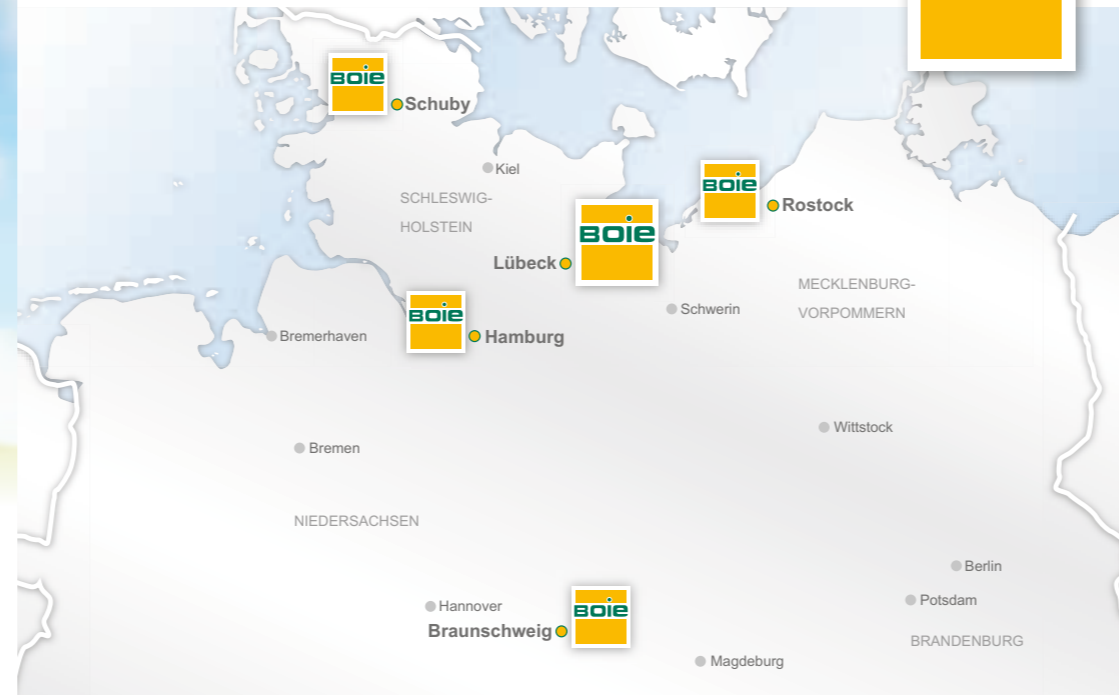 BOIE
Schuby
Kiel
SCHLESWIG-
HOLSTEIN
BOIE
Rostock
BOIE
Lübeck
MECKLENBURG-
VORPOMMERN
Schwerin
BOIE
Hamburg
Bremerhaven
Wittstock
Bremen
NIEDERSACHSEN
Berlin
Potsdam
Hannover
BOIE
Braunschweig
BRANDENBURG
Magdeburg